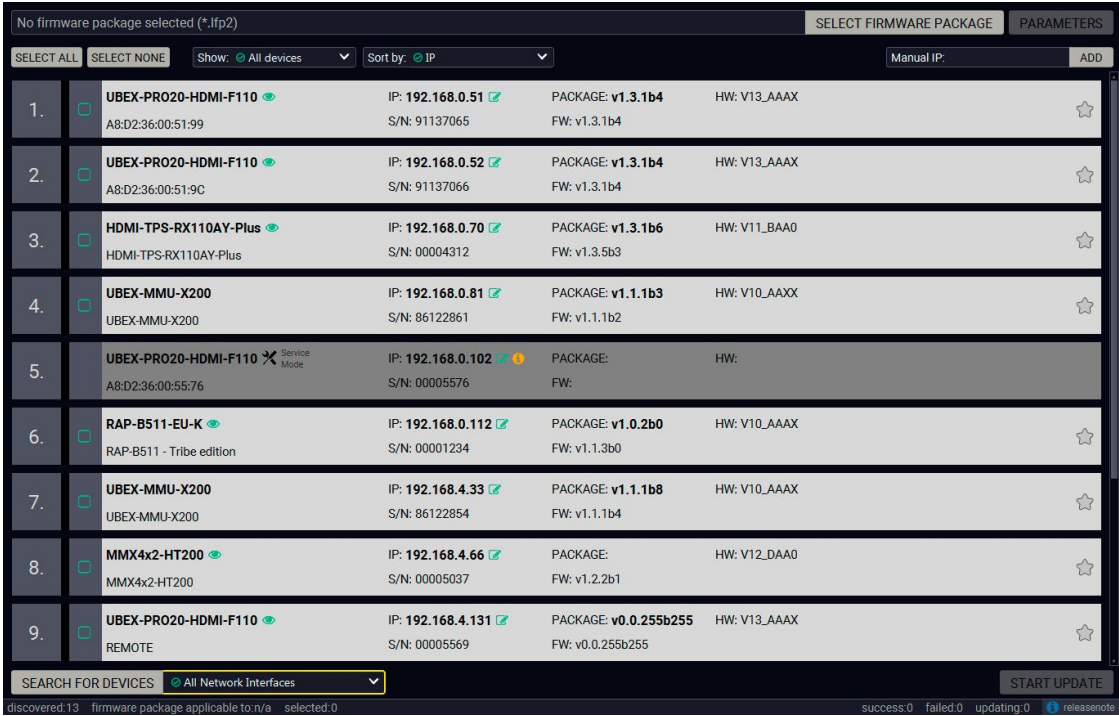 No firmware package selected (*.lfp2) SELECT FIRMWARE PACKAGE PARAMETERS
SELECT ALL SELECT NONE Show: All devices Sort by: IP Manual IP: ADD
1. UBEX-PRO20-HDMI-F110 IP: 192.168.0.51 PACKAGE: v1.3.1b4 HW: V13_AAAX
A8:D2:36:00:51:99 S/N: 91137065 FW: v1.3.1b4
2. UBEX-PRO20-HDMI-F110 IP: 192.168.0.52 PACKAGE: v1.3.1b4 HW: V13_AAAX
A8:D2:36:00:51:9C S/N: 91137066 FW: v1.3.1b4
3. HDMI-TPS-RX110AY-Plus IP: 192.168.0.70 PACKAGE: v1.3.1b6 HW: V11_BAA0
HDMI-TPS-RX110AY-Plus S/N: 00004312 FW: v1.3.5b3
4. UBEX-MMU-X200 IP: 192.168.0.81 PACKAGE: v1.1.1b3 HW: V10_AAXX
UBEX-MMU-X200 S/N: 86122861 FW: v1.1.1b2
5. UBEX-PRO20-HDMI-F110 Service Mode IP: 192.168.0.102 PACKAGE: HW:
A8:D2:36:00:55:76 S/N: 00005576 FW:
6. RAP-B511-EU-K IP: 192.168.0.112 PACKAGE: v1.0.2b0 HW: V10_AAAX
RAP-B511 - Tribe edition S/N: 00001234 FW: v1.1.3b0
7. UBEX-MMU-X200 IP: 192.168.4.33 PACKAGE: v1.1.1b8 HW: V10_AAAX
UBEX-MMU-X200 S/N: 86122854 FW: v1.1.1b4
8. MMX4x2-HT200 IP: 192.168.4.66 PACKAGE: HW: V12_DAA0
MMX4x2-HT200 S/N: 00005037 FW: v1.2.2b1
9. UBEX-PRO20-HDMI-F110 IP: 192.168.4.131 PACKAGE: v0.0.255b255 HW: V13_AAAX
REMOTE S/N: 00005569 FW: v0.0.255b255
SEARCH FOR DEVICES All Network Interfaces START UPDATE
discovered:13 firmware package applicable to:n/a selected:0 success:0 failed:0 updating:0 releasenote